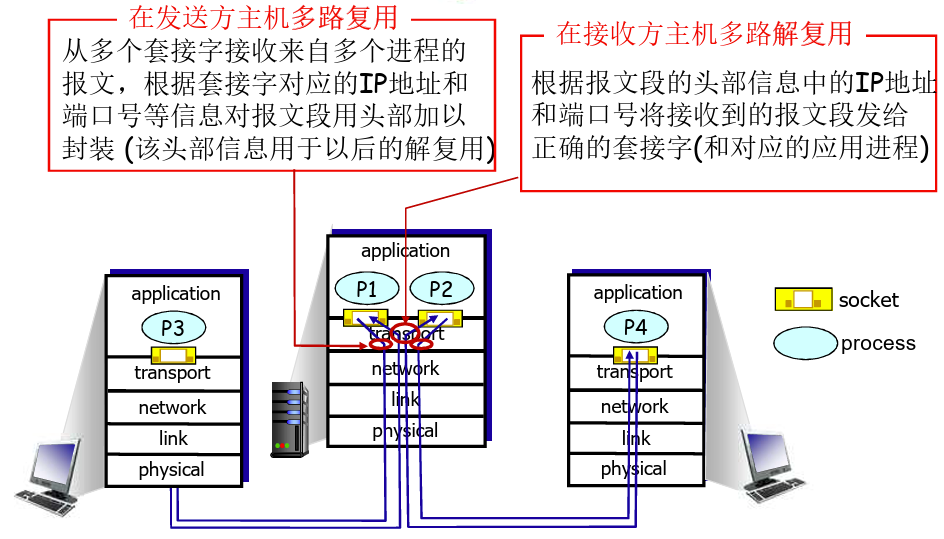 在发送方主机多路复用
从多个套接字接收来自多个进程的
报文，根据套接字对应的IP地址和
端口号等信息对报文段用头部加以
封装 (该头部信息用于以后的解复用)
在接收方主机多路解复用
根据报文段的头部信息中的IP地址
和端口号将接收到的报文段发给
正确的套接字(和对应的应用进程)
application
P3
transport
network
link
physical
application
P1
P2
transport
network
link
physical
application
P4
transport
network
link
physical
socket
process